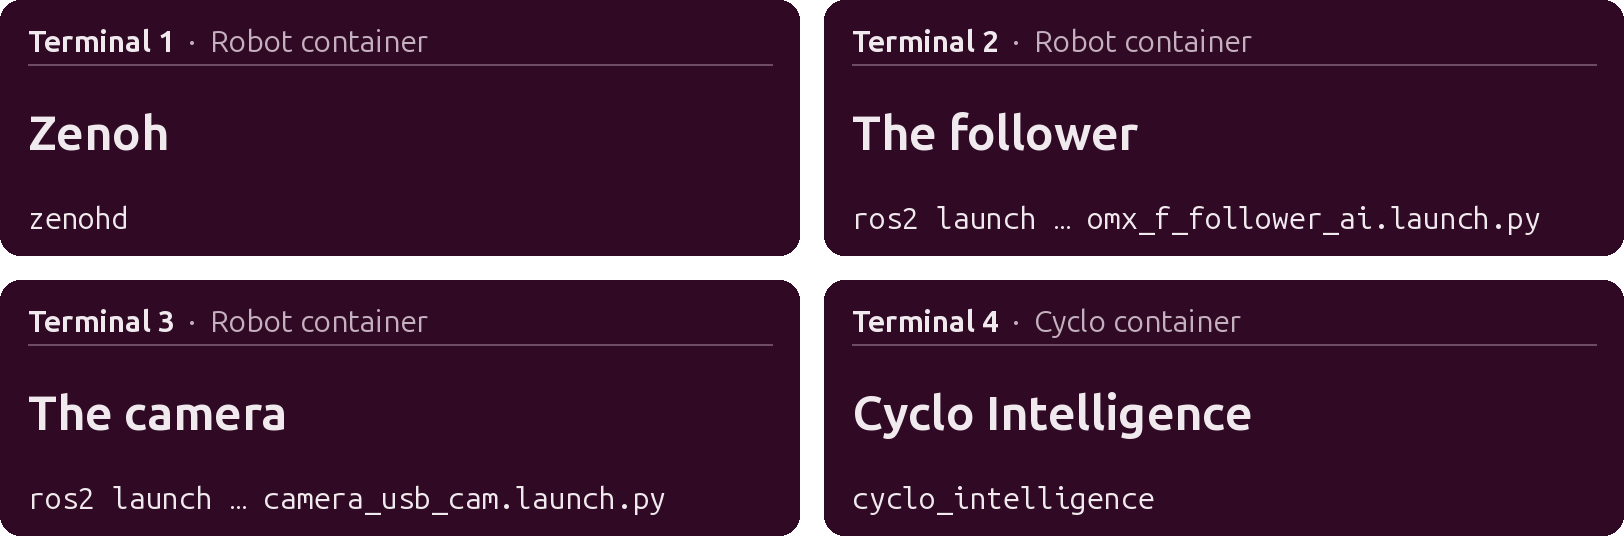 Terminal 1 · Robot container
Zenoh
zenohd
Terminal 2 · Robot container
The follower
ros2 launch … omx_f_follower_ai.launch.py
Terminal 3 · Robot container
The camera
ros2 launch … camera_usb_cam.launch.py
Terminal 4 · Cyclo container
Cyclo Intelligence
cyclo_intelligence